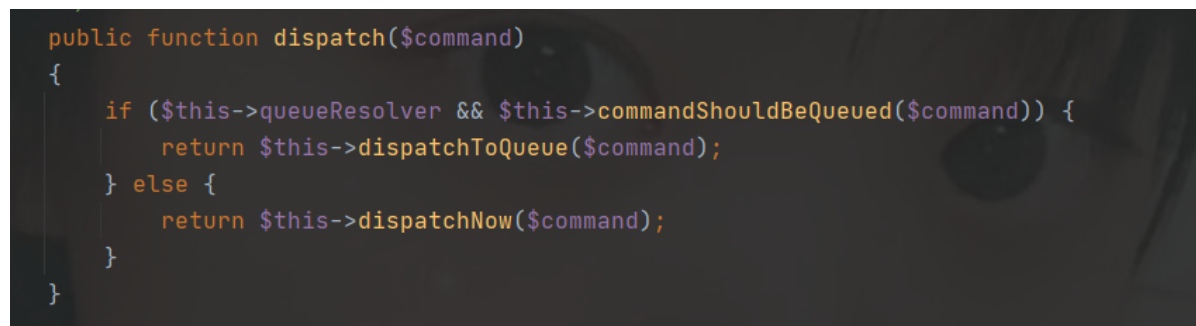 public function dispatch($command)
{
    if ($this->queueResolver && $this->commandShouldBeQueued($command)) {
        return $this->dispatchToQueue($command);
    } else {
        return $this->dispatchNow($command);
    }
}